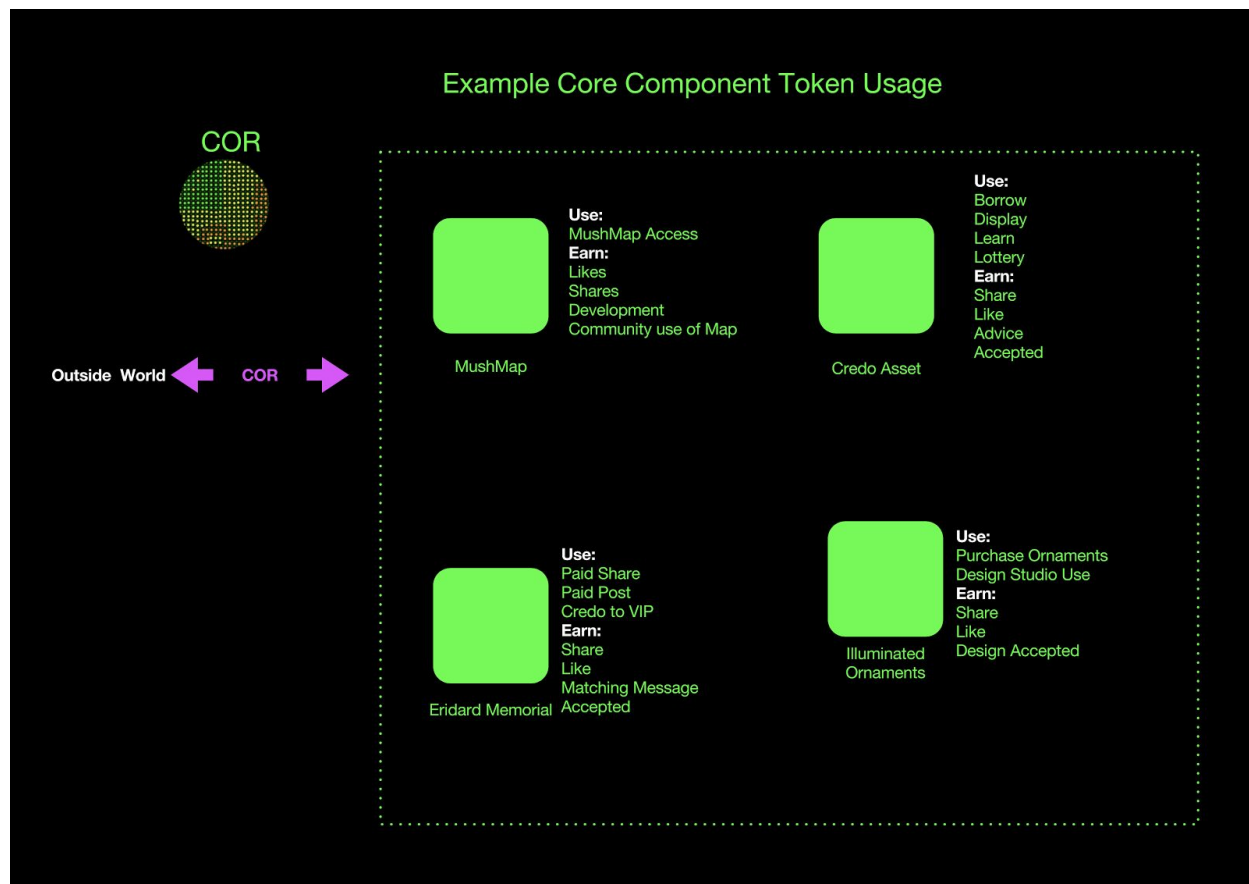 Example Core Component Token Usage
COR
Outside World
COR
Use:
MushMap Access
Earn:
Likes
Shares
Development
Community use of Map
MushMap
Use:
Borrow
Display
Learn
Lottery
Earn:
Share
Like
Advice
Accepted
Credo Asset
Use:
Paid Share
Paid Post
Credo to VIP
Earn:
Share
Like
Matching Message
Accepted
Eridard Memorial
Use:
Purchase Ornaments
Design Studio Use
Earn:
Share
Like
Design Accepted
Illuminated
Ornaments